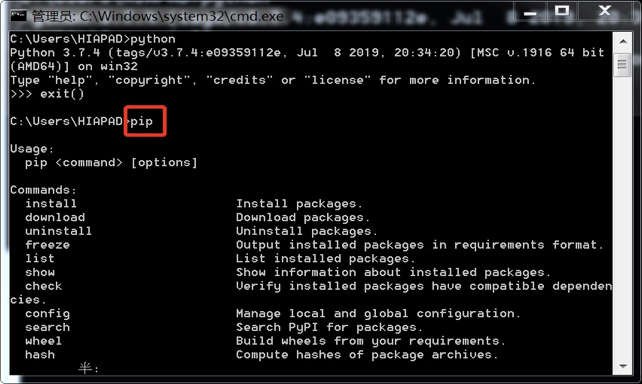 管理员: C:\Windows\system32\cmd.exe
C:\Users\HIAPAD>python
Python 3.7.4 (tags/v3.7.4:e09359112e, Jul  8 2019, 20:34:20) [MSC v.1916 64 bit
(AMD64)] on win32
Type "help", "copyright", "credits" or "license" for more information.
>>> exit()
C:\Users\HIAPAD>pip
Usage:
  pip <command> [options]
Commands:
  install                     Install packages.
  download                    Download packages.
  uninstall                   Uninstall packages.
  freeze                      Output installed packages in requirements format.
  list                        List installed packages.
  show                        Show information about installed packages.
  check                       Verify installed packages have compatible dependen
cies.
  config                      Manage local and global configuration.
  search                      Search PyPI for packages.
  wheel                       Build wheels from your requirements.
  hash                        Compute hashes of package archives.
半: